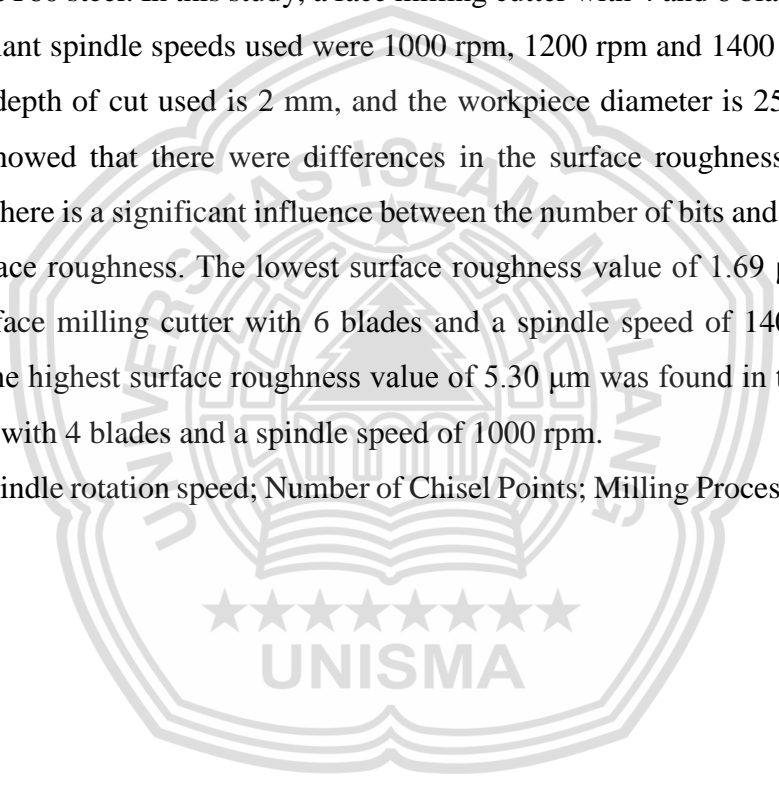 steel. In this study, a face milling cutter with 4 and 6
spindle speeds used were 1000 rpm, 1200 rpm and 1400
depth of cut used is 2 mm, and the workpiece diameter is 25
howed that there were differences in the surface roughness
here is a significant influence between the number of bits and
ace roughness. The lowest surface roughness value of 1.69
face milling cutter with 6 blades and a spindle speed of 140
he highest surface roughness value of 5.30 μm was found in t
with 4 blades and a spindle speed of 1000 rpm.
indle rotation speed; Number of Chisel Points; Milling Proces
UNIVERSITAS ISLAM MALANG
UNISMA